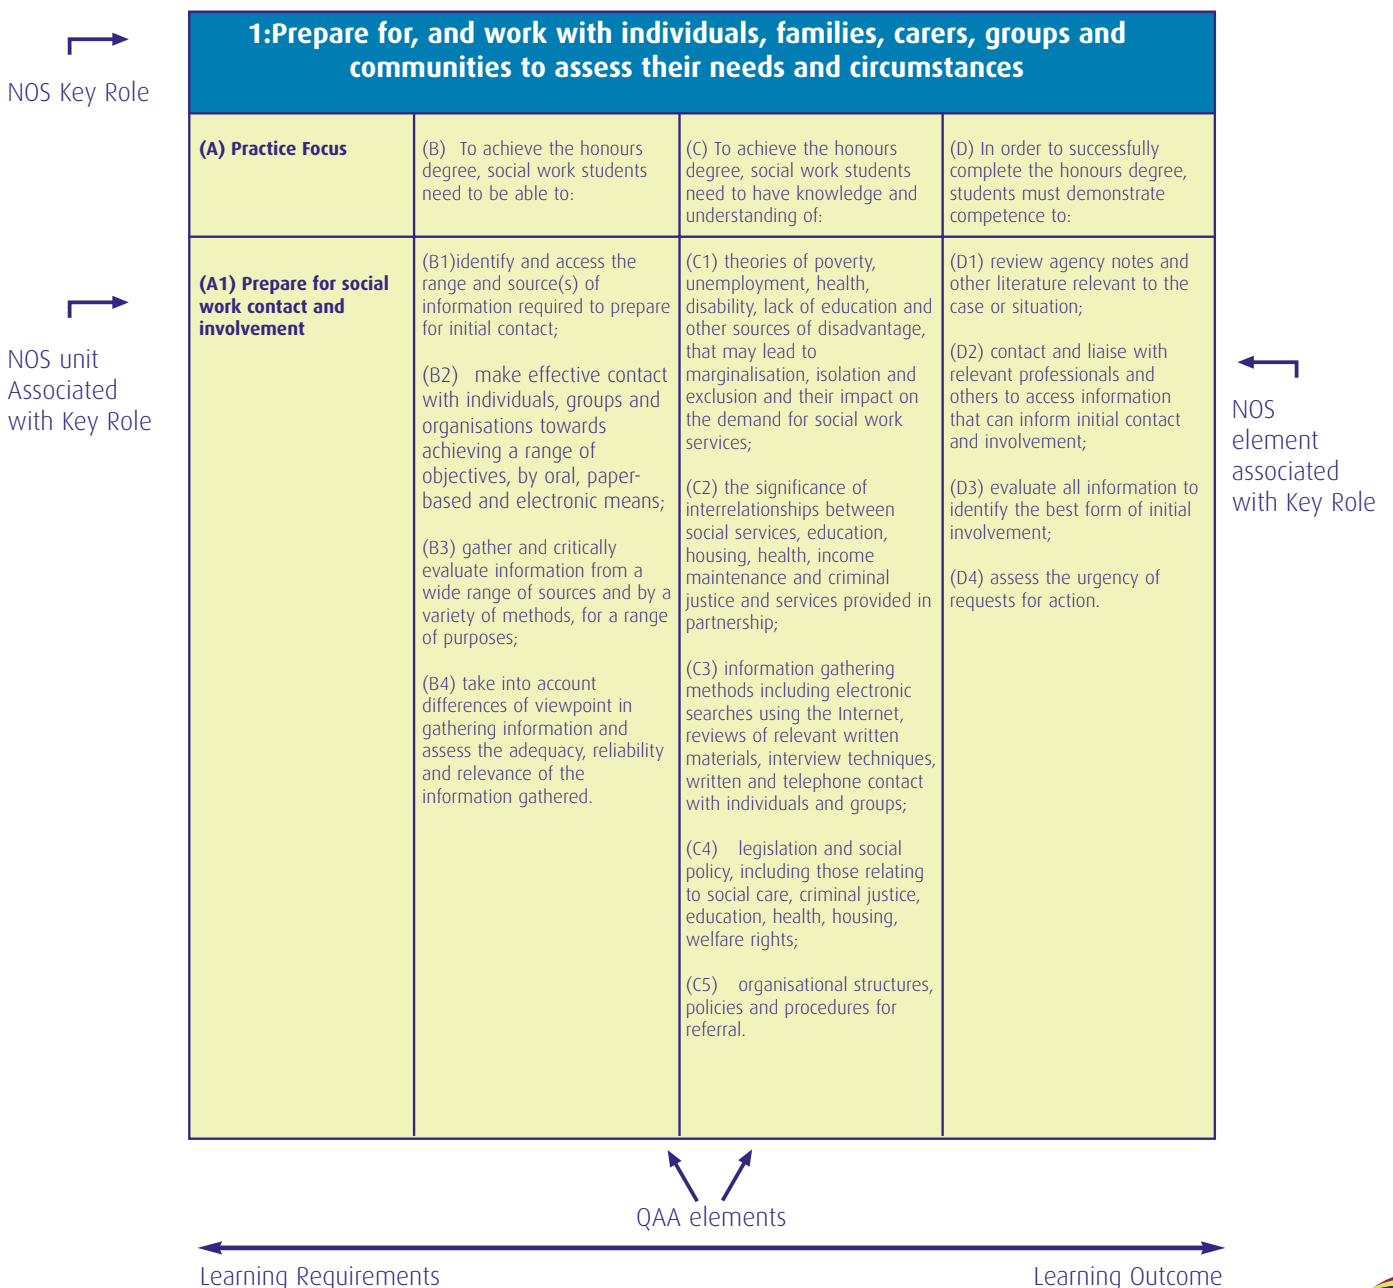 1:Prepare for, and work with individuals, families, carers, groups and
communities to assess their needs and circumstances
NOS Key Role
(A) Practice Focus
(B) To achieve the honours
degree, social work students
need to be able to:
(C) To achieve the honours
degree, social work students
need to have knowledge and
understanding of:
(D) In order to successfully
complete the honours degree,
students must demonstrate
competence to:
(A1) Prepare for social
work contact and
involvement
NOS unit
Associated
with Key Role
(B1)identify and access the
range and source(s) of
information required to prepare
for initial contact;
(B2) make effective contact
with individuals, groups and
organisations towards
achieving a range of
objectives, by oral, paper-
based and electronic means;
(B3) gather and critically
evaluate information from a
wide range of sources and by a
variety of methods, for a range
of purposes;
(B4) take into account
differences of viewpoint in
gathering information and
assess the adequacy, reliability
and relevance of the
information gathered.
(C1) theories of poverty,
unemployment, health,
disability, lack of education and
other sources of disadvantage,
that may lead to
marginalisation, isolation and
exclusion and their impact on
the demand for social work
services;
(C2) the significance of
interrelationships between
social services, education,
housing, health, income
maintenance and criminal
justice and services provided in
partnership;
(C3) information gathering
methods including electronic
searches using the Internet,
reviews of relevant written
materials, interview techniques,
written and telephone contact
with individuals and groups;
(C4) legislation and social
policy, including those relating
to social care, criminal justice,
education, health, housing,
welfare rights;
(C5) organisational structures,
policies and procedures for
referral.
(D1) review agency notes and
other literature relevant to the
case or situation;
(D2) contact and liaise with
relevant professionals and
others to access information
that can inform initial contact
and involvement;
(D3) evaluate all information to
identify the best form of initial
involvement;
(D4) assess the urgency of
requests for action.
NOS
element
associated
with Key Role
QAA elements
Learning Requirements
Learning Outcome